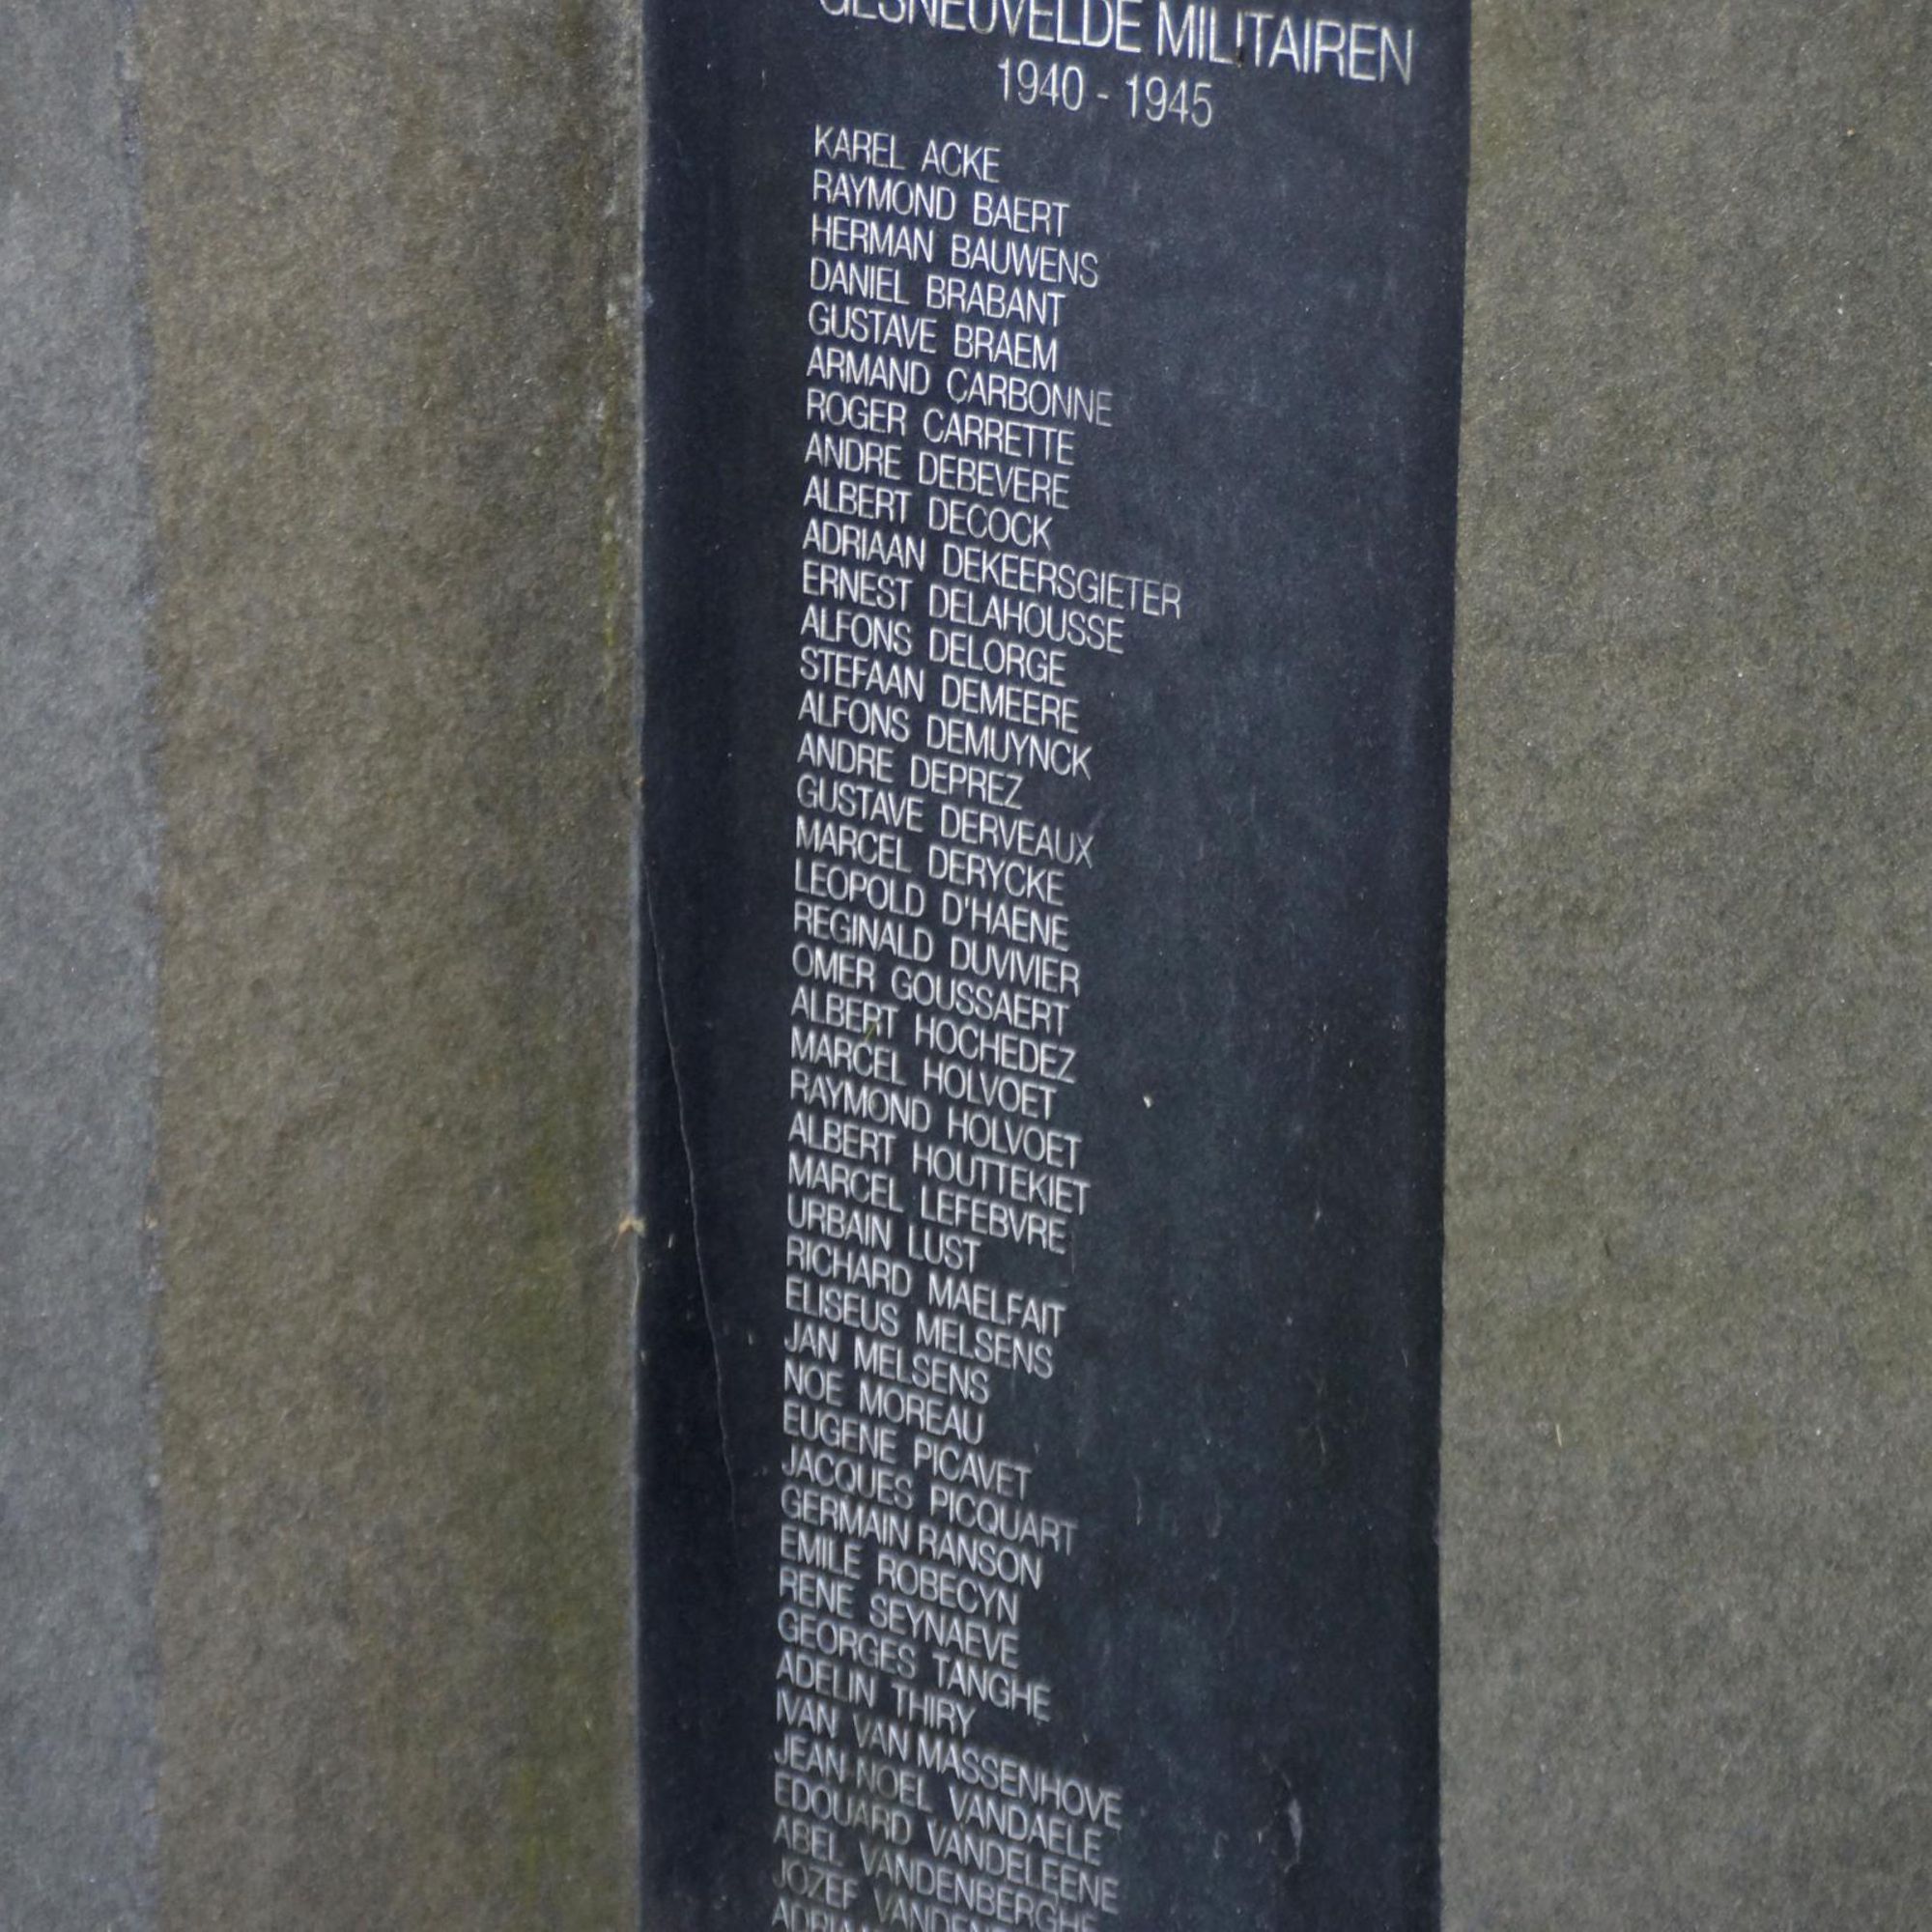 GESNEUVELDE MILITAIREN
1940 - 1945
KAREL ACKE
RAYMOND BAERT
HERMAN BAUWENS
DANIEL BRABANT
GUSTAVE BRAEM
ARMAND CARBONNE
ROGER CARRETTE
ANDRE DEBEVERE
ALBERT DECOCK
ADRIAAN DEKEERSGIETER
ERNEST DELAHOUSSE
ALFONS DELORGE
STEFAAN DEMEERE
ALFONS DEMUYNCK
ANDRE DEPREZ
GUSTAVE DERVEAUX
MARCEL DERYCKE
LEOPOLD D'HAENE
REGINALD DUVIVIER
OMER GOUSSAERT
ALBERT HOCHEDEZ
MARCEL HOLVOET
RAYMOND HOLVOET
ALBERT HOUTTEKIET
MARCEL LEFEBVRE
URBAIN LUST
RICHARD MAELFAIT
ELISEUS MELSENS
JAN MELSENS
NOE MOREAU
EUGENE PICAVET
JACQUES PICQUART
GERMAIN RANSON
EMILE ROBECYN
RENE SEYNAEVE
GEORGES TANGHE
ADELIN THIRY
IVAN VAN MASSENHOVE
JEAN NOEL VANDAELE
EDOUARD VANDELEENE
ABEL VANDENBERGHE
JOZEF